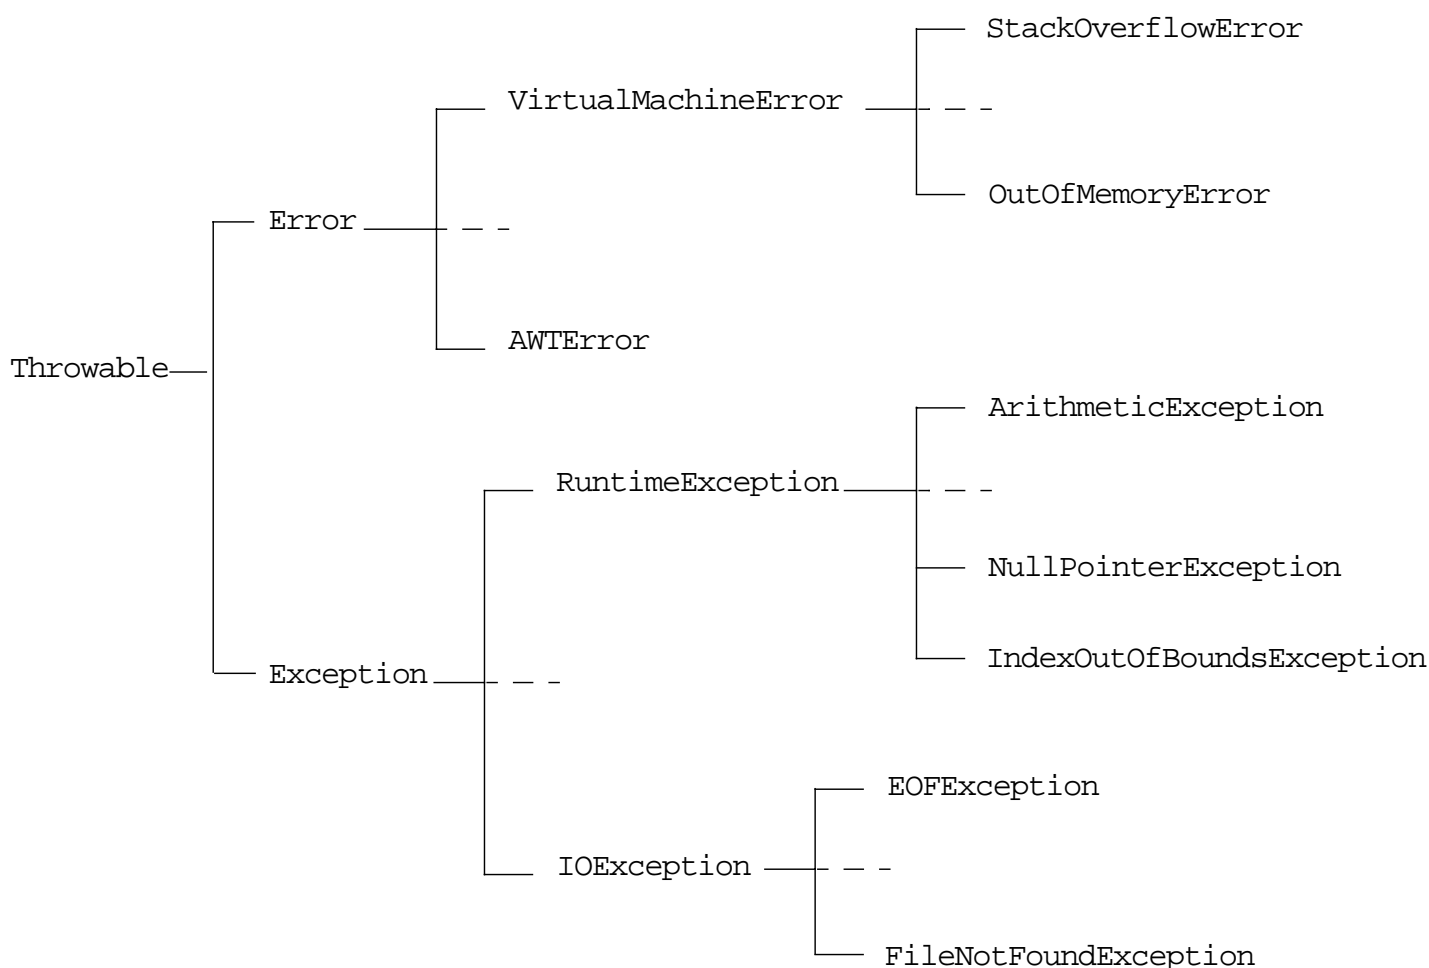 StackOverflowError
VirtualMachineError
OutOfMemoryError
Error
AWTError
Throwable
ArithmeticException
RuntimeException
NullPointerException
IndexOutOfBoundsException
Exception
EOFException
IOException
FileNotFoundException